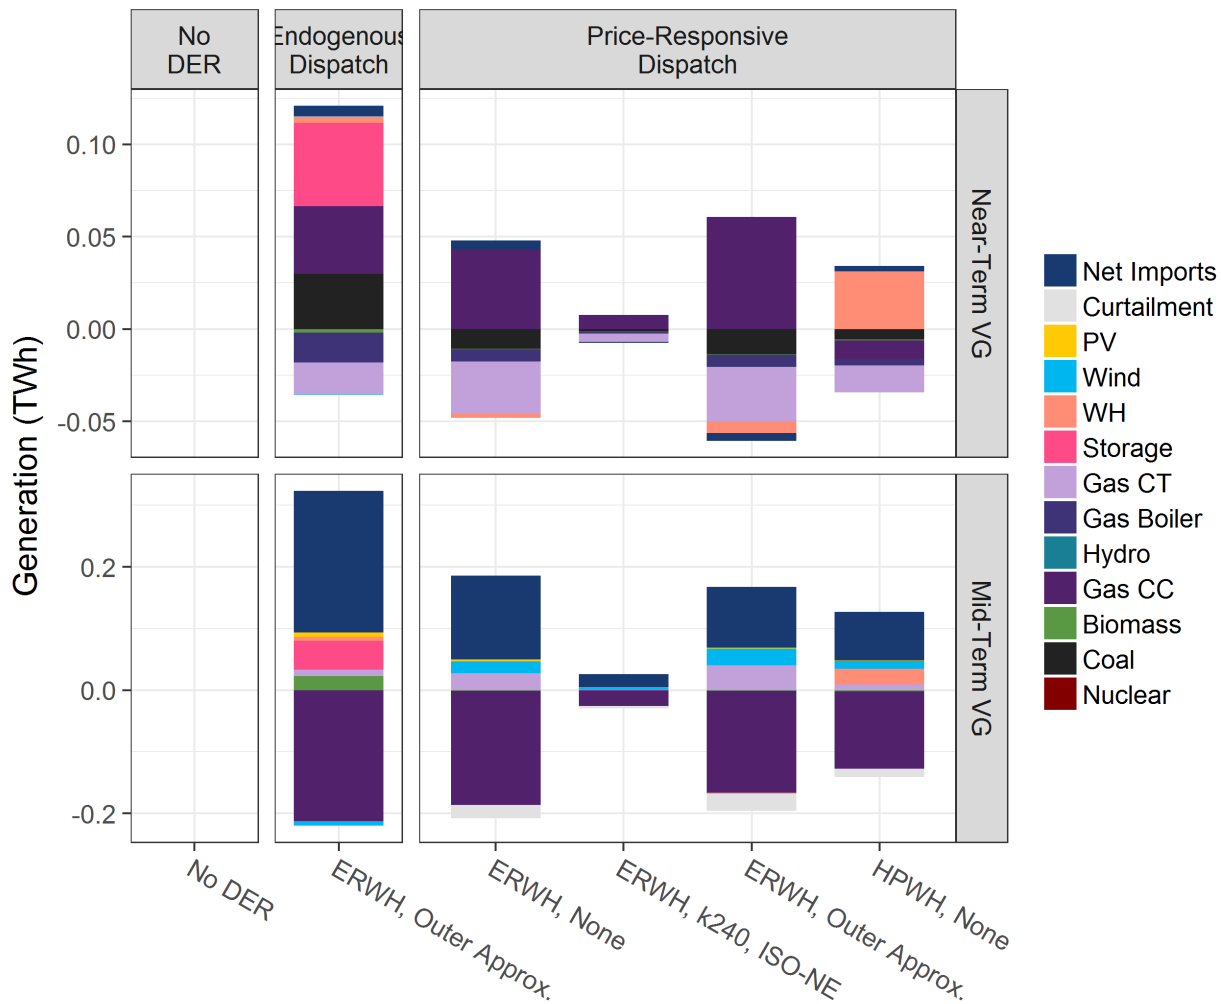 No
DER
Endogenous
Dispatch
Price-Responsive
Dispatch
0.10
0.05
0.00
-0.05
Near-Term VG
0.2
0.0
-0.2
Mid-Term VG
Generation (TWh)
No DER
ERWH, Outer Approx.
ERWH, None
ERWH, k240, ISO-NE
ERWH, Outer Approx.
HPWH, None
Net Imports
Curtailment
PV
Wind
WH
Storage
Gas CT
Gas Boiler
Hydro
Gas CC
Biomass
Coal
Nuclear